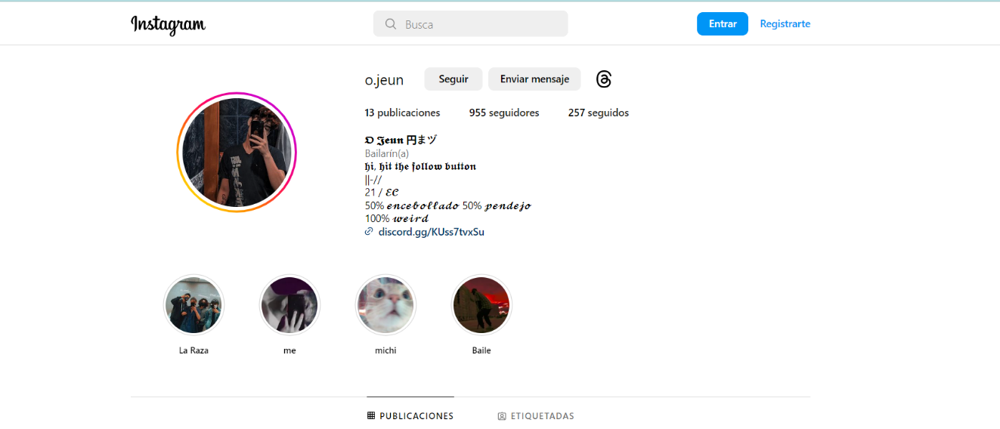 Instagram
Busca
Entrar
Registrarte
o.jeun
Seguir
Enviar mensaje
13 publicaciones
955 seguidores
257 seguidos
𝕺 𝕵𝖊𝖚𝖓 円まヅ
Bailarín(a)
𝖍𝖎, 𝖍𝖎𝖙 𝖙𝖍𝖊 𝖋𝖔𝖑𝖑𝖔𝖜 𝖇𝖚𝖙𝖙𝖔𝖓
||-//
21 / 𝓔𝓒
50% 𝓮𝓷𝓬𝓮𝓫𝓸𝓵𝓵𝓪𝓭𝓸 50% 𝓹𝓮𝓷𝓭𝓮𝓳𝓸
100% 𝔀𝓮𝓲𝓻𝓭
discord.gg/KUss7tvxSu
La Raza
me
michi
Baile
PUBLICACIONES
ETIQUETADAS